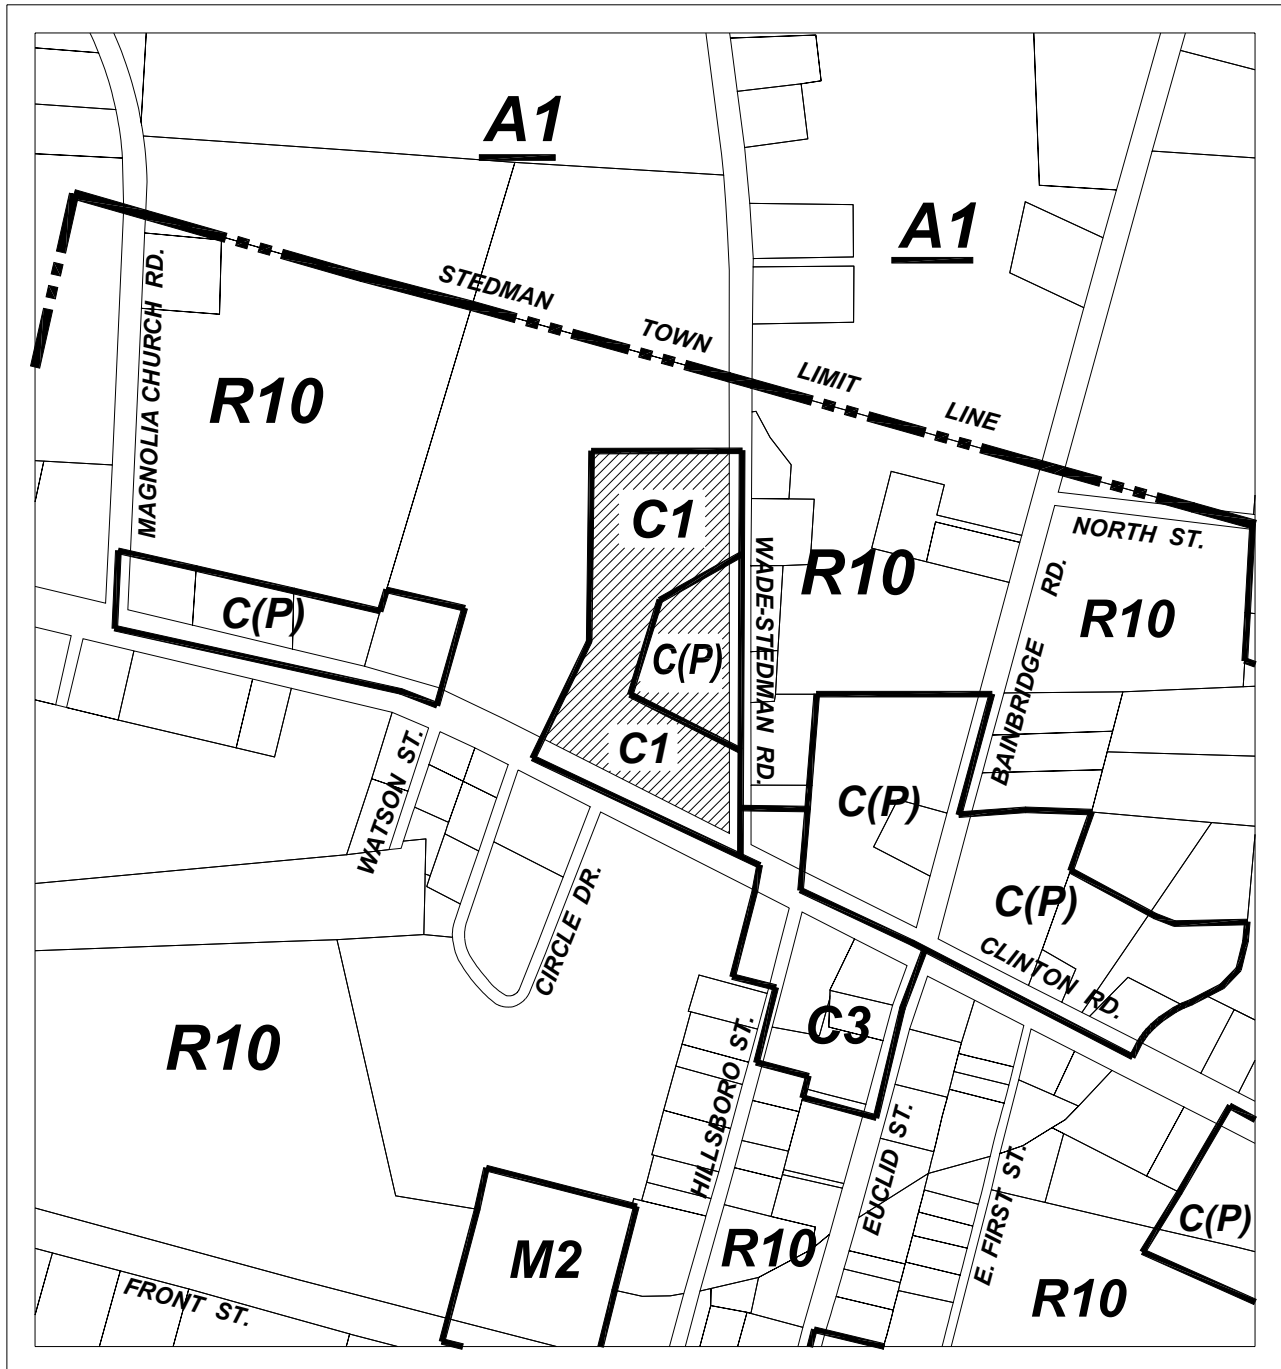 A1
A1
STEDMAN
TOWN
LIMIT
LINE
MAGNOLIA CHURCH RD.
R10
C1
NORTH ST.
WADE-STEDMAN RD.
R10
RD.
BAINBRIDGE
R10
C(P)
C(P)
C1
WATSON ST.
C(P)
C(P)
CIRCLE DR.
CLINTON RD.
R10
C3
HILLSBORO ST.
EUCLID ST.
E. FIRST ST.
C(P)
M2
R10
FRONT ST.
R10